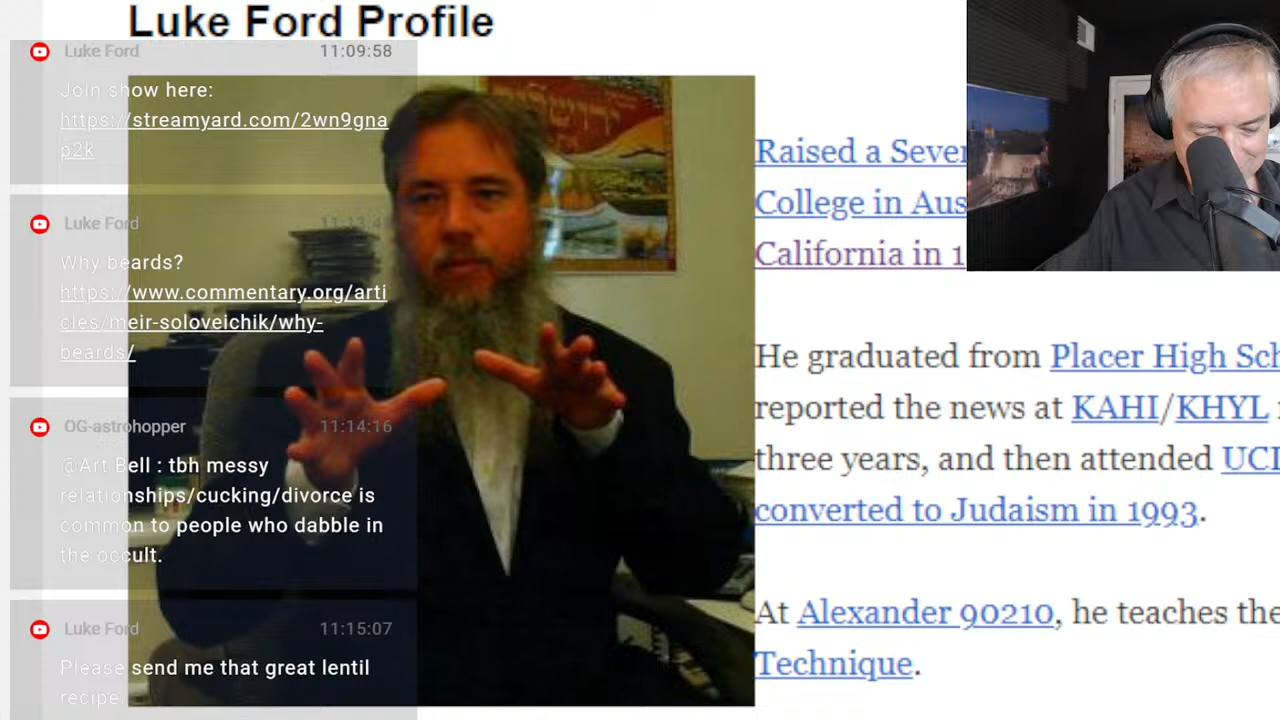 Luke Ford Profile
Luke Ford 11:09:58
Join show here:
https://streamyard.com/2wn9gna
p2k
Luke Ford
Why beards?
https://www.commentary.org/arti
cles/meir-soloveichik/why-
beards/
OG-astrohopper 11:14:16
@Art Bell : tbh messy
relationships/cucking/divorce is
common to people who dabble in
the occult.
Luke Ford 11:15:07
Please send me that great lentil
recipe
Raised a Seve
College in Aus
California in 1
He graduated from Placer High Sch
reported the news at KAHI/KHYL
three years, and then attended UCL
converted to Judaism in 1993.
At Alexander 90210, he teaches the
Technique.